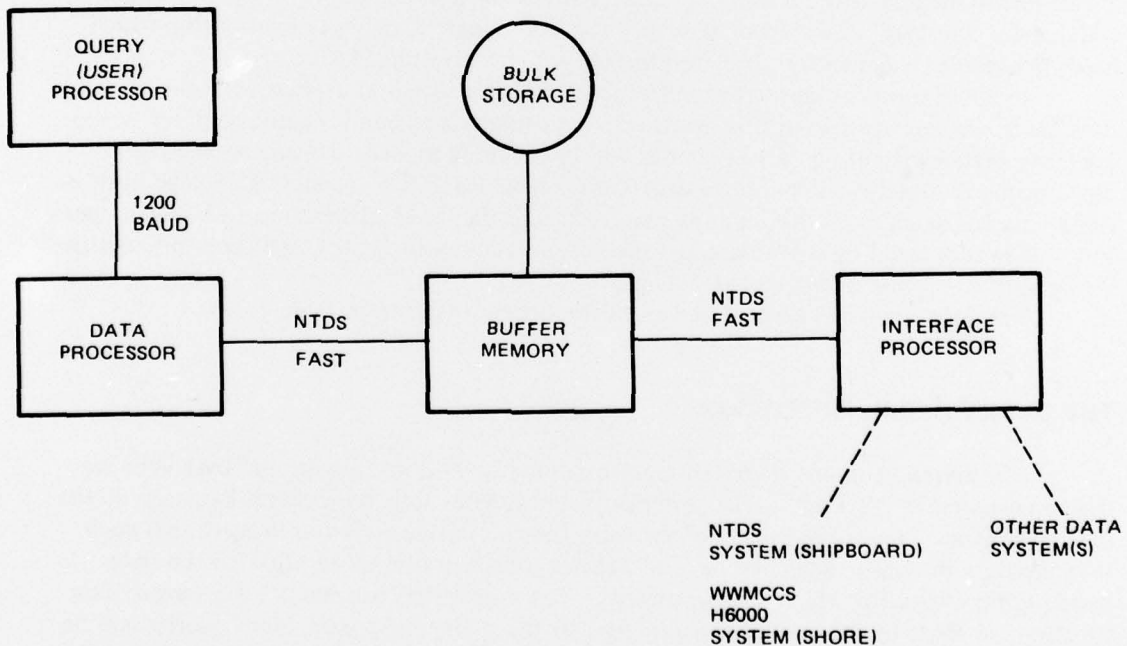 QUERY
(USER)
PROCESSOR
BULK
STORAGE
1200
BAUD
DATA
PROCESSOR
NTDS
FAST
BUFFER
MEMORY
NTDS
FAST
INTERFACE
PROCESSOR
NTDS
SYSTEM (SHIPBOARD)
WWMCCS
H6000
SYSTEM (SHORE)
OTHER DATA
SYSTEM(S)